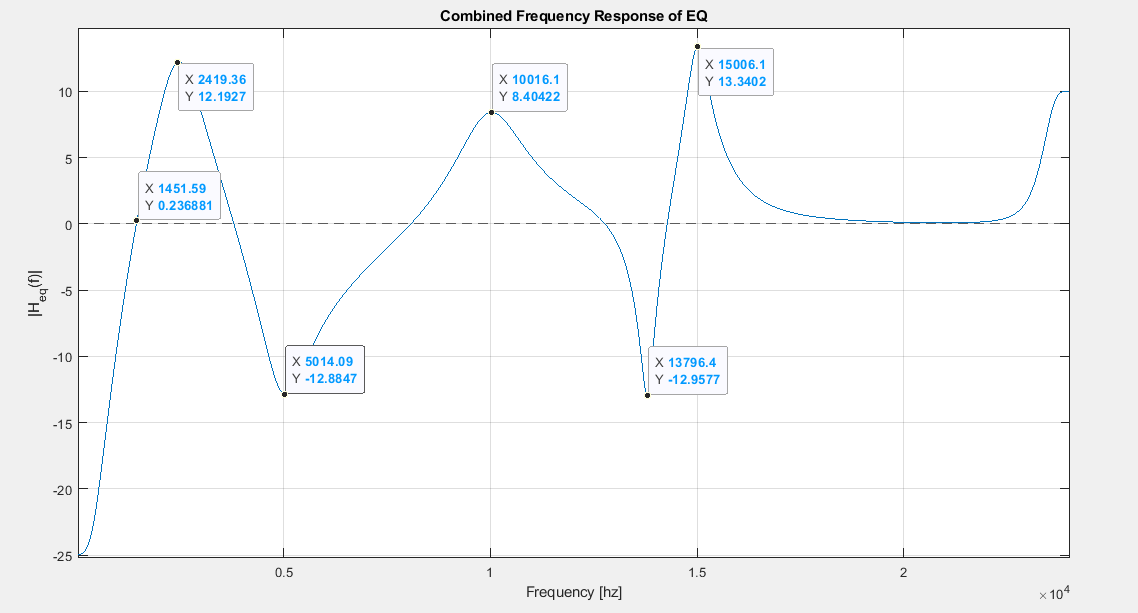 Combined Frequency Response of EQ
X 2419.36
Y 12.1927
X 10016.1
Y 8.40422
X 15006.1
Y 13.3402
X 1451.59
Y 0.236881
X 5014.09
Y -12.8847
X 13796.4
Y -12.9577
10
5
0
-5
-10
-15
-20
-25
|Heq(f)|
0.5
1
1.5
2
×10^4
Frequency [hz]